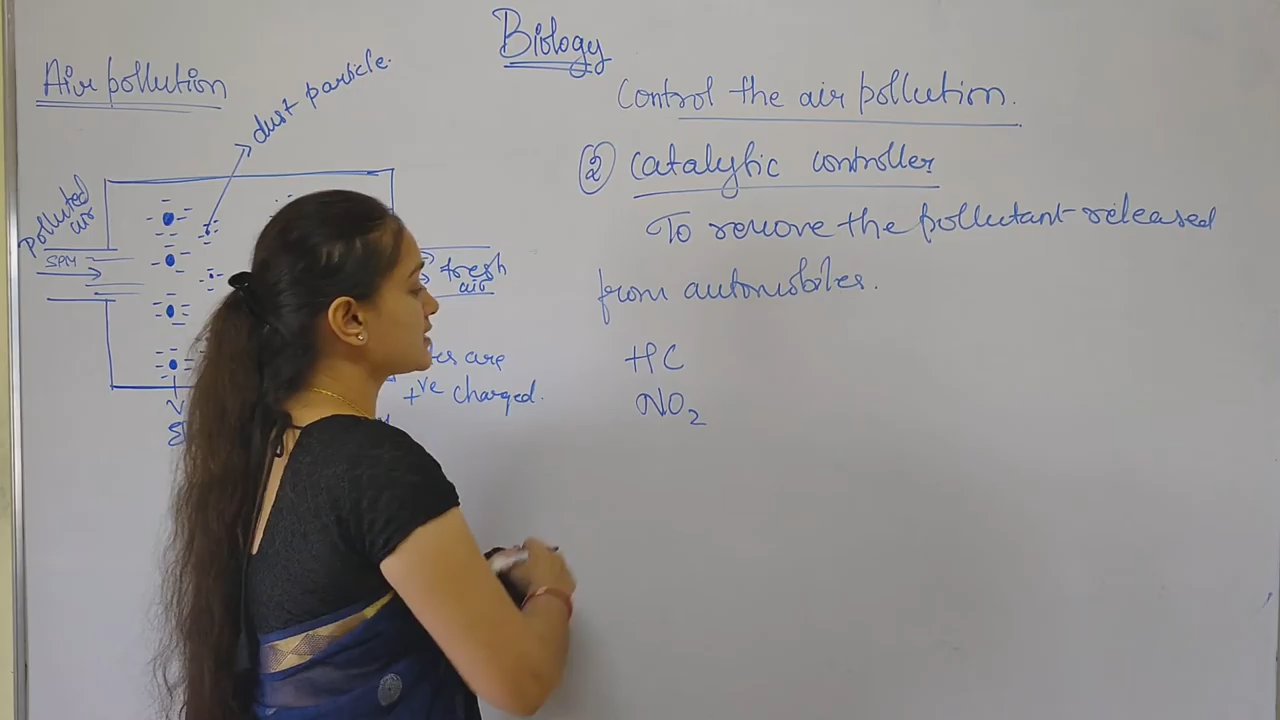 Biology
Air pollution
dust particle.
Polluted
air
SPM
fresh
air
are
+ve charged.
Control the air pollution.
② Catalytic controller
To remove the pollutant released
from automobiles.
HC
NO2